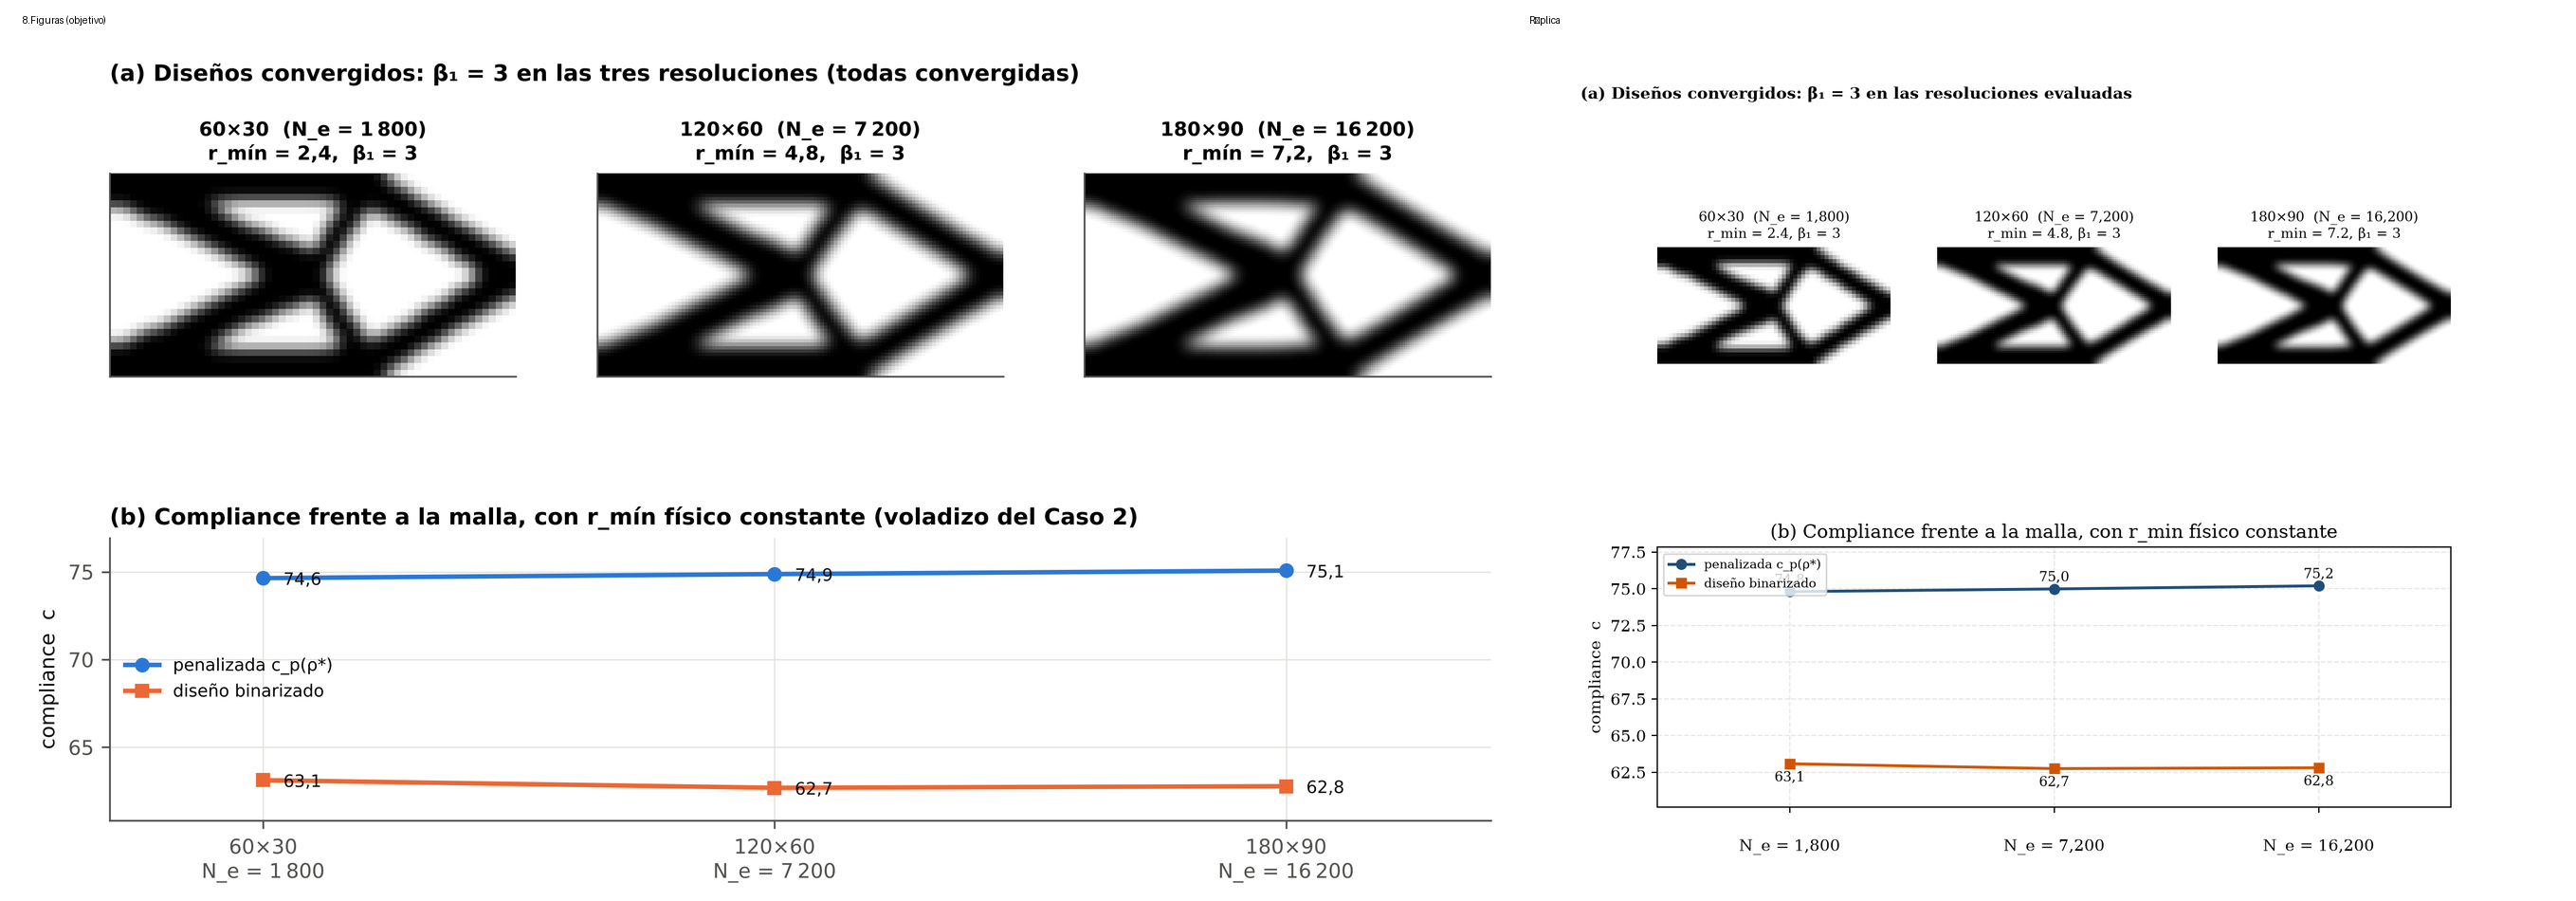 8.Figuras (objetivo)
(a) Diseños convergidos: β₁ = 3 en las tres resoluciones (todas convergidas)
60×30  (N_e = 1 800)
r_mín = 2,4,  β₁ = 3
120×60  (N_e = 7 200)
r_mín = 4,8,  β₁ = 3
180×90  (N_e = 16 200)
r_mín = 7,2,  β₁ = 3
(b) Compliance frente a la malla, con r_mín físico constante (voladizo del Caso 2)
compliance  c
75
70
65
74,6
74,9
75,1
penalizada c_p(ρ*)
diseño binarizado
63,1
62,7
62,8
60×30
N_e = 1 800
120×60
N_e = 7 200
180×90
N_e = 16 200
R▯plica
(a) Diseños convergidos: β₁ = 3 en las resoluciones evaluadas
60×30  (N_e = 1,800)
r_min = 2.4, β₁ = 3
120×60  (N_e = 7,200)
r_min = 4.8, β₁ = 3
180×90  (N_e = 16,200)
r_min = 7.2, β₁ = 3
(b) Compliance frente a la malla, con r_min físico constante
compliance  c
77.5
75.0
72.5
70.0
67.5
65.0
62.5
penalizada c_p(ρ*)
diseño binarizado
75,0
75,2
63,1
62,7
62,8
N_e = 1,800
N_e = 7,200
N_e = 16,200